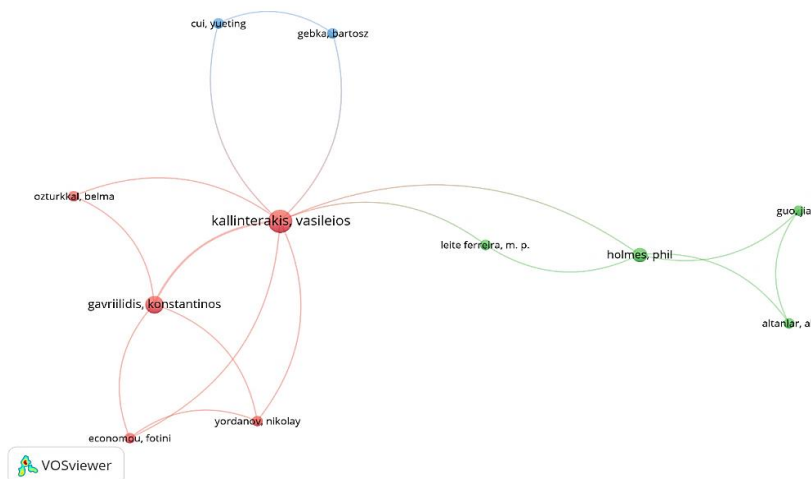 cui, yueting
gebka, bartosz
ozturkkal, belma
kallinterakis, vasileios
guo, jia
leite ferreira, m. p.
holmes, phil
gavriilidis, konstantinos
altanlar, a
yordanov, nikolay
economou, fotini
VOSviewer